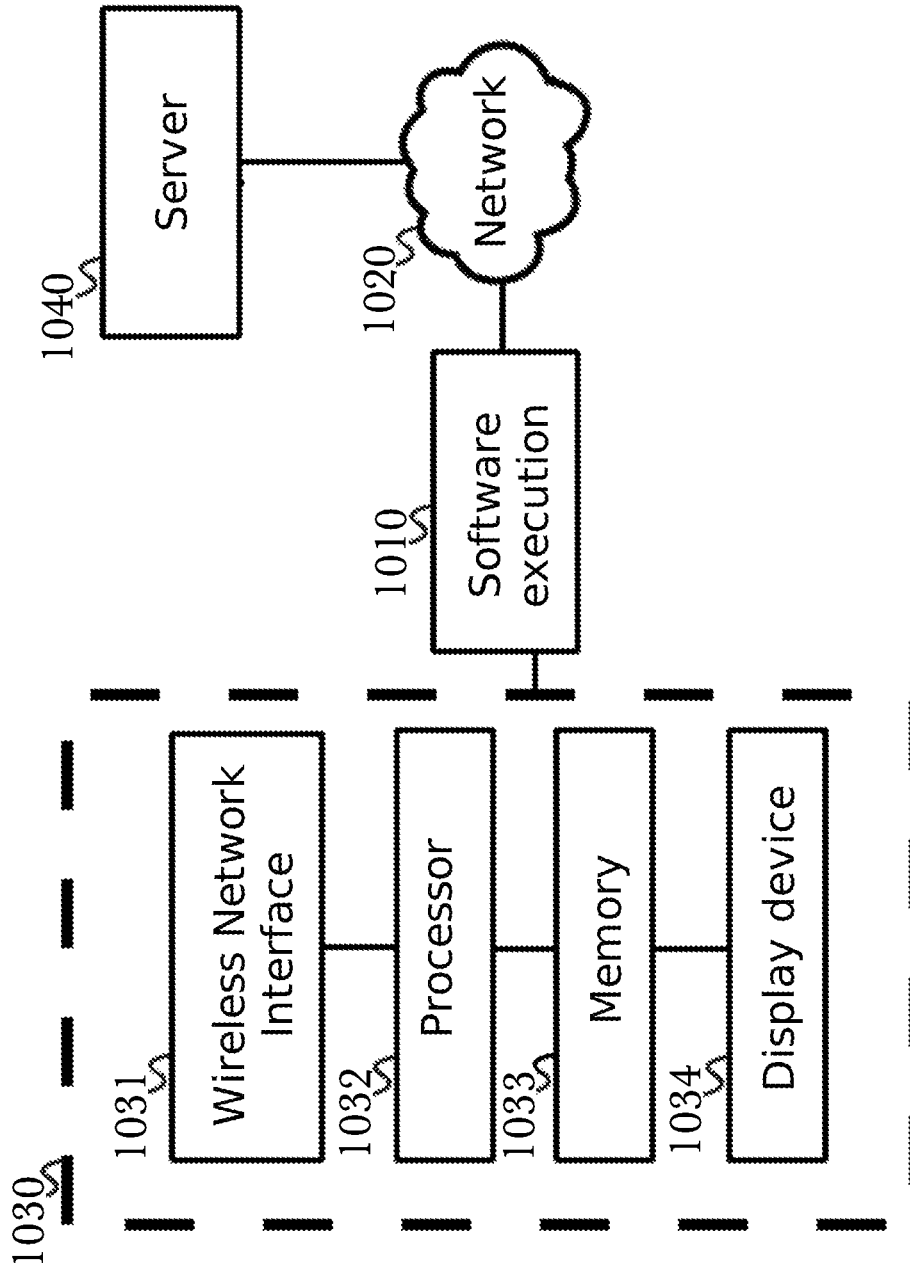 1030
1031
Wireless Network
Interface
1032
Processor
1033
Memory
1034
Display device
1010
Software
execution
1020
Network
1040
Server